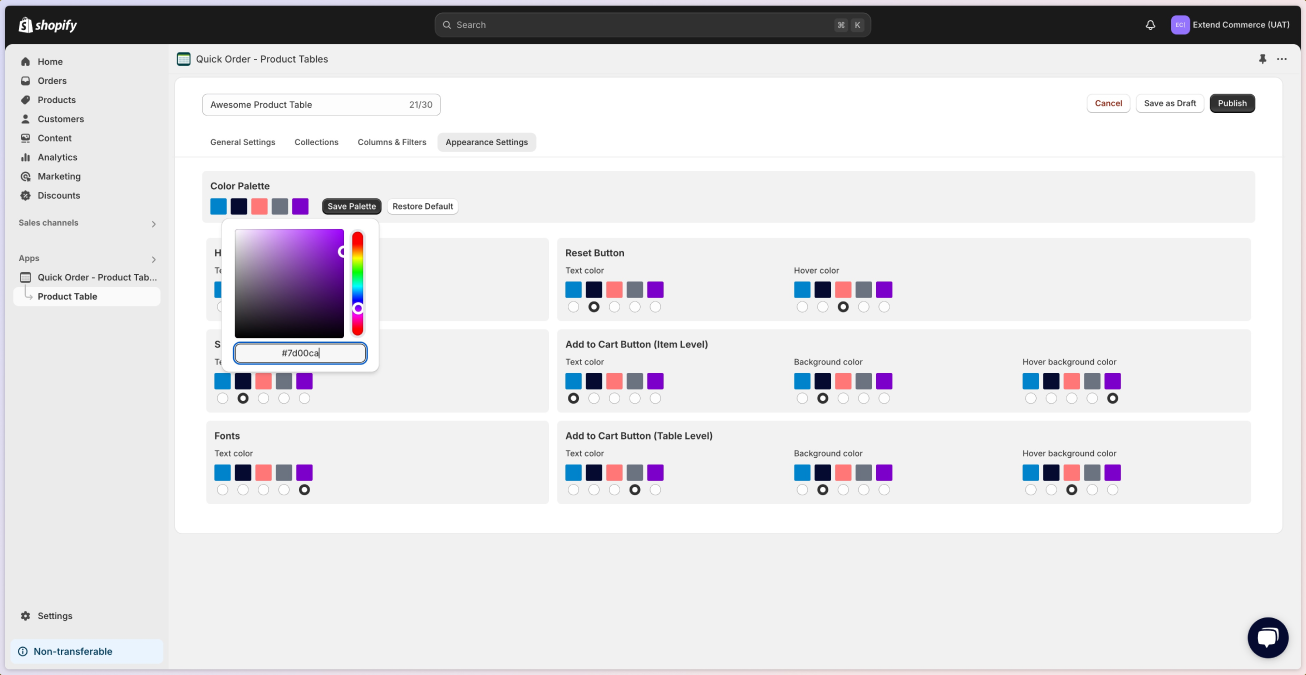 shopify
Search
⌘ K
ECI
Extend Commerce (UAT)
Home
Orders
Products
Customers
Content
Analytics
Marketing
Discounts
Sales channels
Apps
Quick Order - Product Tab...
Product Table
Settings
Non-transferable
Quick Order - Product Tables
Awesome Product Table 21/30
Cancel Save as Draft Publish
General Settings Collections Columns & Filters Appearance Settings
Color Palette
Save Palette Restore Default
#7d00ca
H
Te
Reset Button
Text color Hover color
S
Te
Add to Cart Button (Item Level)
Text color Background color Hover background color
Fonts
Text color
Add to Cart Button (Table Level)
Text color Background color Hover background color